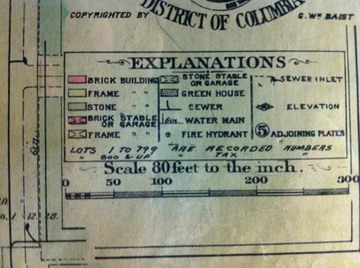 DISTRICT OF COLUMBIA
COPYRIGHTED BY G. WM BAIST
EXPLANATIONS
BRICK BUILDING
FRAME " "
STONE " "
BRICK STABLE OR GARAGE
FRAME " "
STONE STABLE OR GARAGE
GREEN HOUSE
SEWER
WATER MAIN
FIRE HYDRANT
SEWER INLET
ELEVATION
5 ADJOINING PLATES
LOTS 1 TO 799 ARE RECORDED NUMBERS
" 800 & UP " TAX "
Scale 80 feet to the inch.
50 0 100 200 300